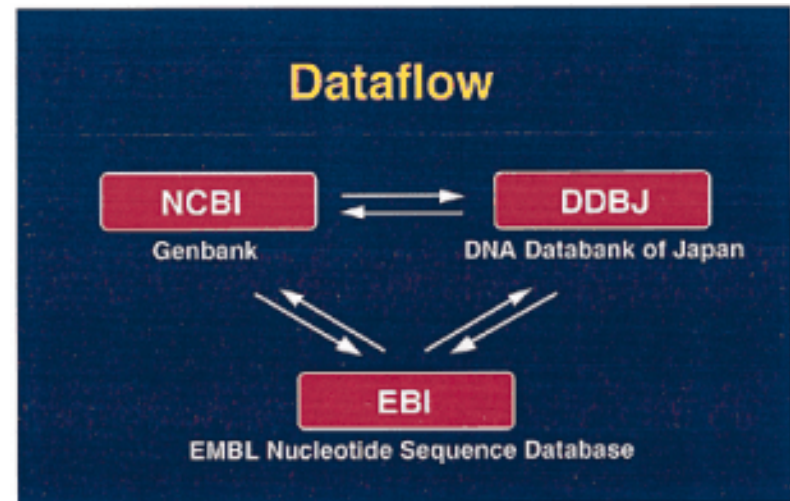 Dataflow
NCBI
DDBJ
Genbank
DNA Databank of Japan
EBI
EMBL Nucleotide Sequence Database